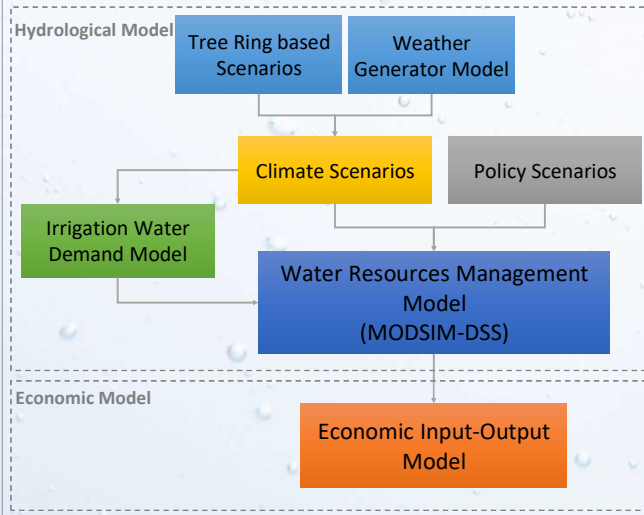 Hydrological Model
Tree Ring based
Scenarios
Weather
Generator Model
Climate Scenarios
Policy Scenarios
Irrigation Water
Demand Model
Water Resources Management
Model
(MODSIM-DSS)
Economic Model
Economic Input-Output
Model